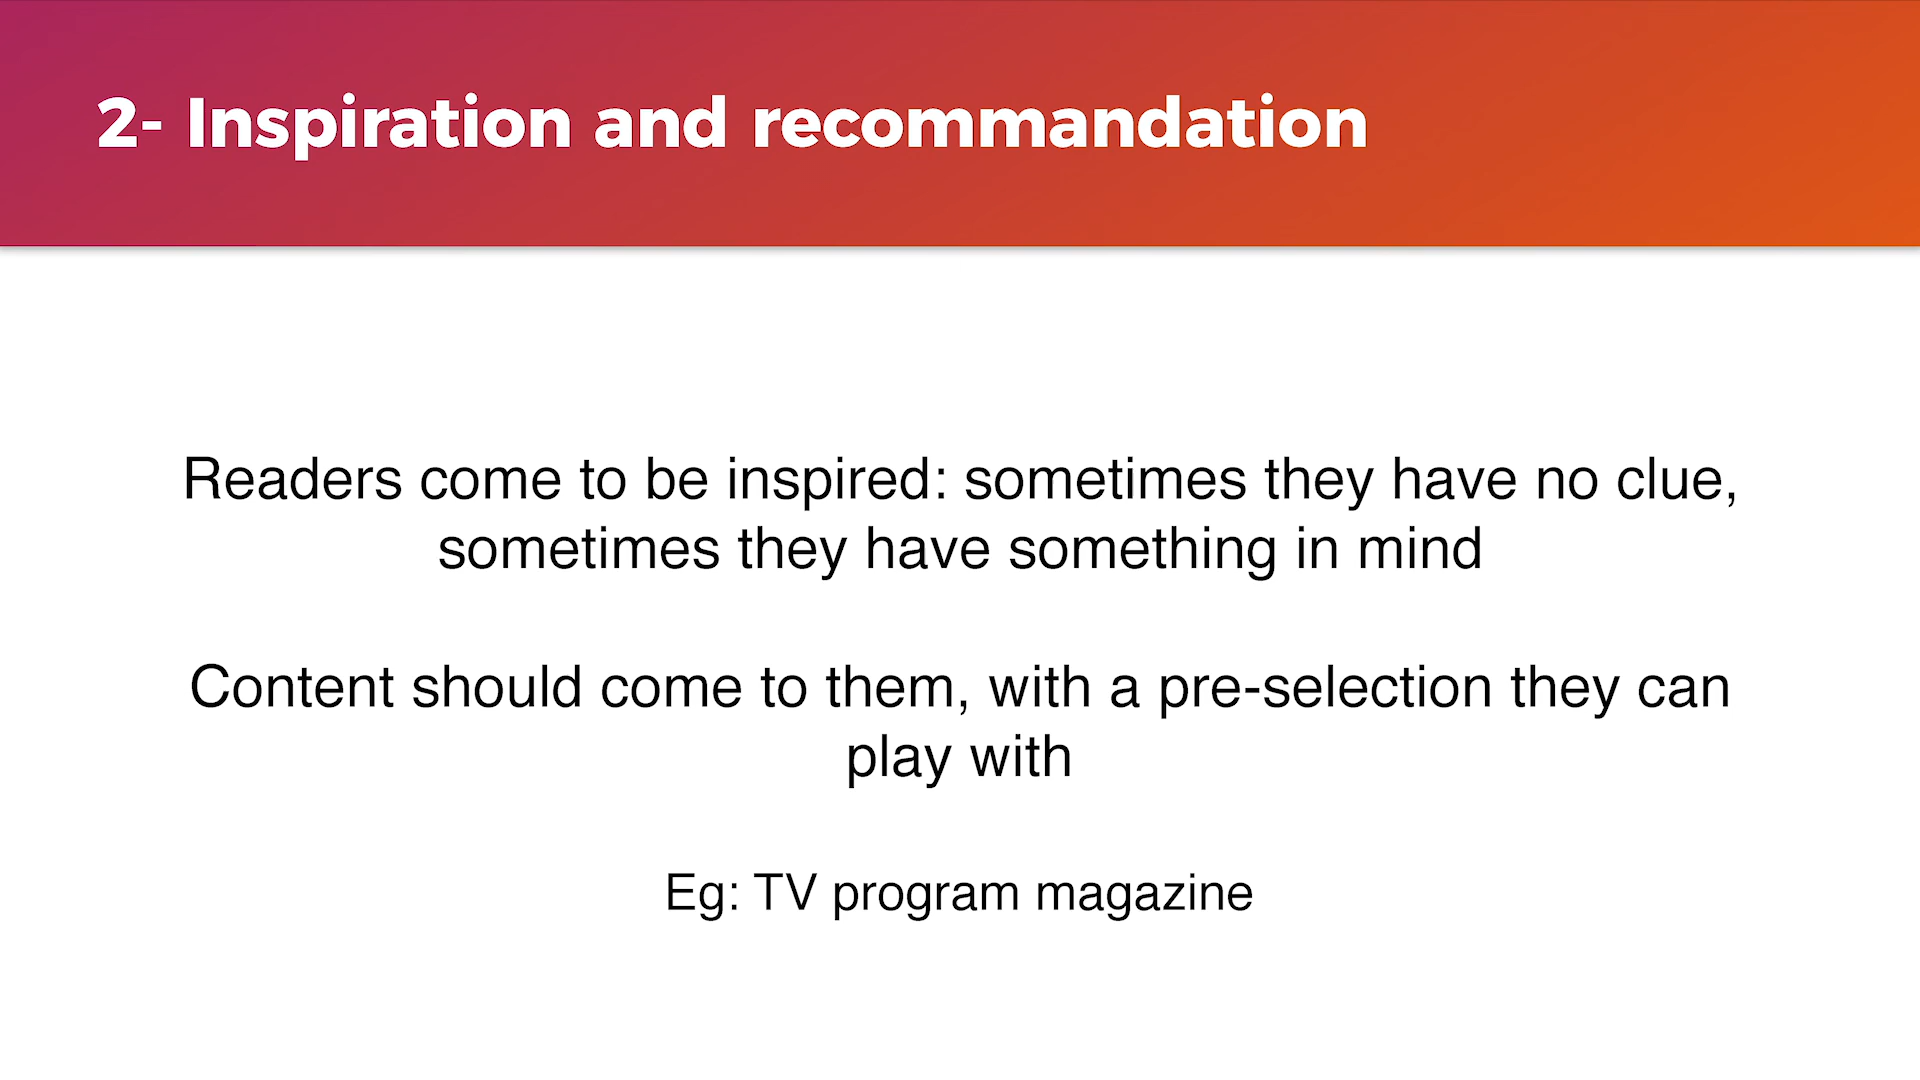 2- Inspiration and recommandation
Readers come to be inspired: sometimes they have no clue,
sometimes they have something in mind
Content should come to them, with a pre-selection they can
play with
Eg: TV program magazine